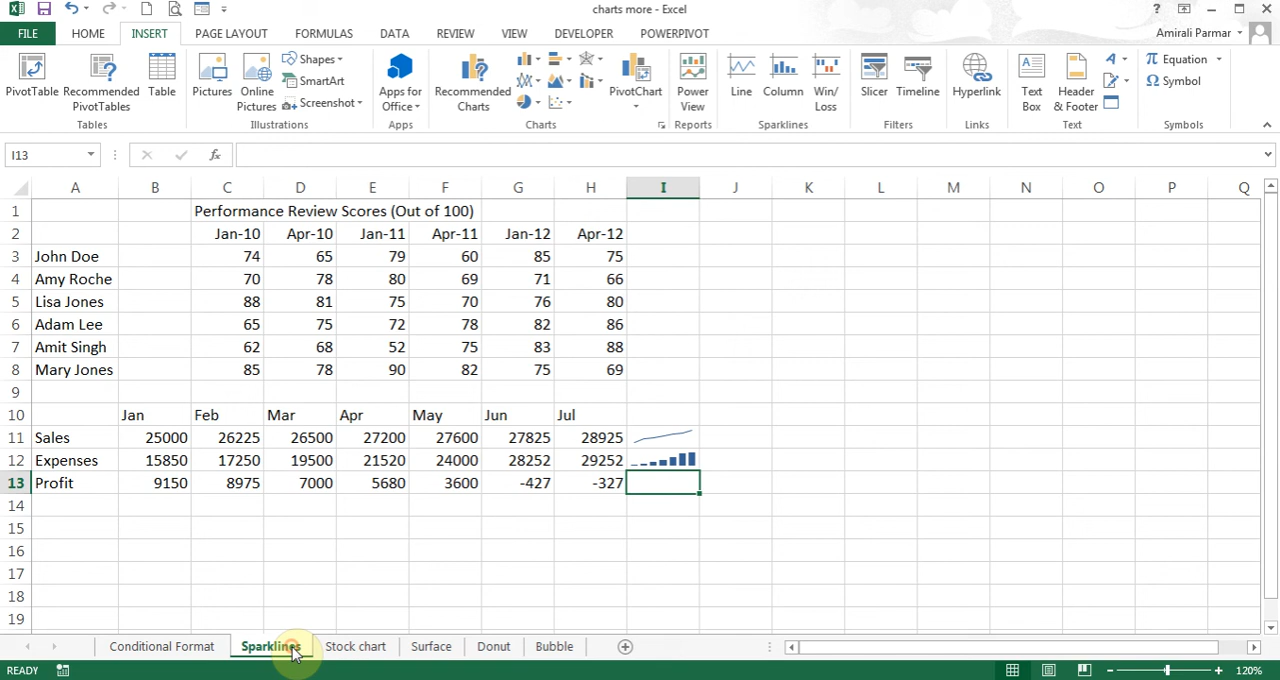 charts more - Excel
?
FILE HOME INSERT PAGE LAYOUT FORMULAS DATA REVIEW VIEW DEVELOPER POWERPIVOT Amirali Parmar
PivotTable Recommended PivotTables Table Pictures Online Pictures Shapes SmartArt Screenshot Apps for Office Recommended Charts PivotChart Power View Line Column Win/ Loss Slicer Timeline Hyperlink Text Box Header & Footer Equation Symbol
Tables Illustrations Apps Charts Reports Sparklines Filters Links Text Symbols
I13 fx
A B C D E F G H I J K L M N O P Q
1 Performance Review Scores (Out of 100)
2 Jan-10 Apr-10 Jan-11 Apr-11 Jan-12 Apr-12
3 John Doe 74 65 79 60 85 75
4 Amy Roche 70 78 80 69 71 66
5 Lisa Jones 88 81 75 70 76 80
6 Adam Lee 65 75 72 78 82 86
7 Amit Singh 62 68 52 75 83 88
8 Mary Jones 85 78 90 82 75 69
9
10 Jan Feb Mar Apr May Jun Jul
11 Sales 25000 26225 26500 27200 27600 27825 28925
12 Expenses 15850 17250 19500 21520 24000 28252 29252
13 Profit 9150 8975 7000 5680 3600 -427 -327
14
15
16
17
18
19
Conditional Format Sparklines Stock chart Surface Donut Bubble
READY 120%